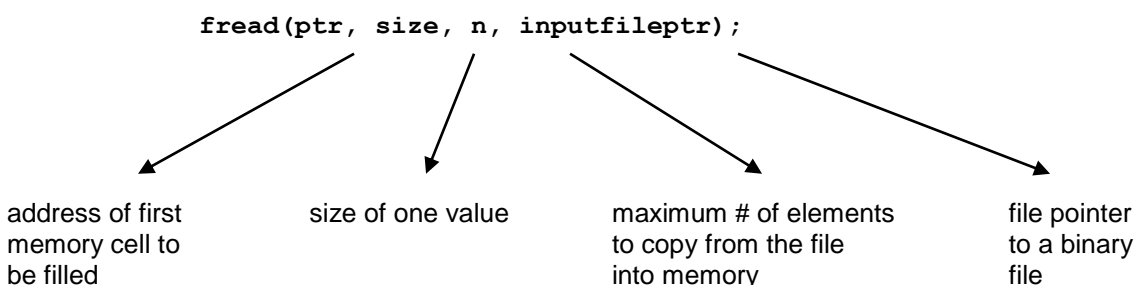 fread(ptr, size, n, inputfileptr);
address of first
memory cell to
be filled
size of one value
maximum # of elements
to copy from the file
into memory
file pointer
to a binary
file